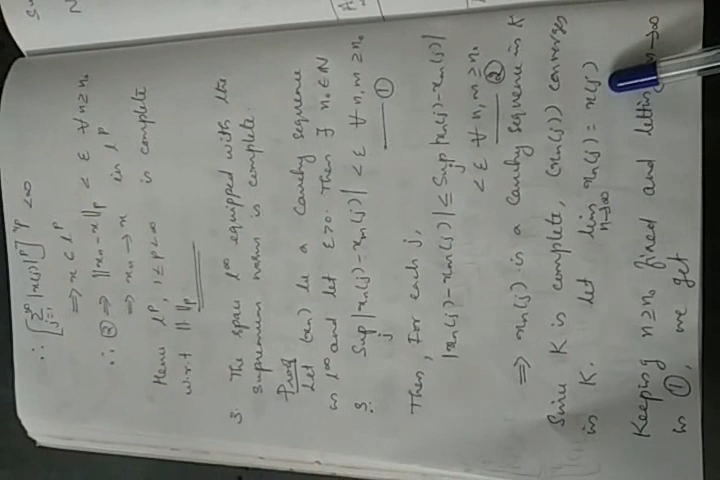 ∴ [∑_{j=1}^∞ |x(j)|^p]^{1/p} < ∞
⇒ x ∈ l^p
∴ ② ⇒ ||x_n - x||_p < ε ∀ n ≥ n₀
⇒ x_n → x in l^p
Hence l^p, 1 ≤ p < ∞ is complete
w.r.t || ||_p
3. The space l^∞ equipped with the
supremum norm is complete.
Proof
Let (x_n) be a Cauchy sequence
in l^∞ and let ε > 0. Then ∃ n₀ ∈ N
∋: Sup_j |x_n(j) - x_m(j)| < ε ∀ n, m ≥ n₀
—— ①
Then, For each j,
|x_n(j) - x_m(j)| ≤ Sup_j |x_n(j) - x_m(j)|
< ε ∀ n, m ≥ n₀
—— ②
⇒ x_n(j) is a Cauchy sequence in K
Since K is complete, (x_n(j)) converges
in K. Let lim_{n→∞} x_n(j) = x(j)
Keeping n ≥ n₀ fixed and letting m → ∞
in ①, we get